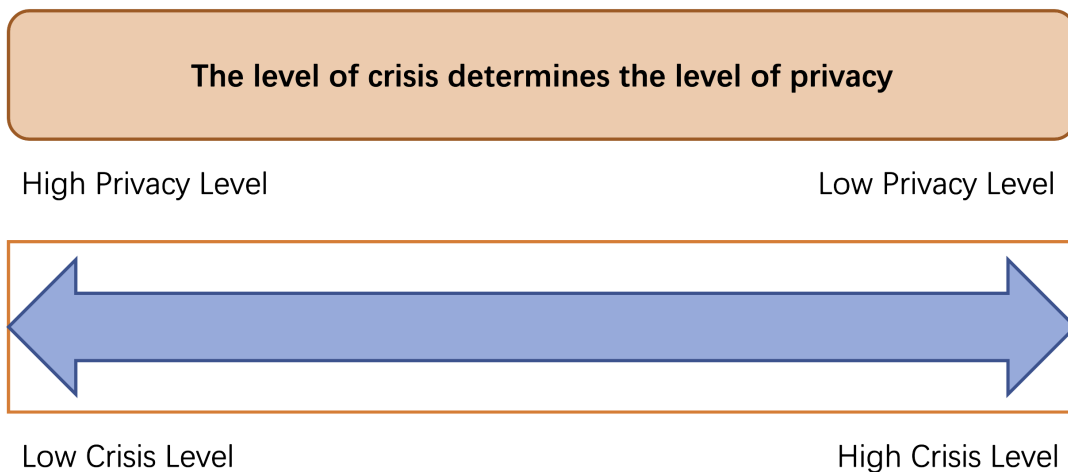 The level of crisis determines the level of privacy
High Privacy Level
Low Privacy Level
Low Crisis Level
High Crisis Level